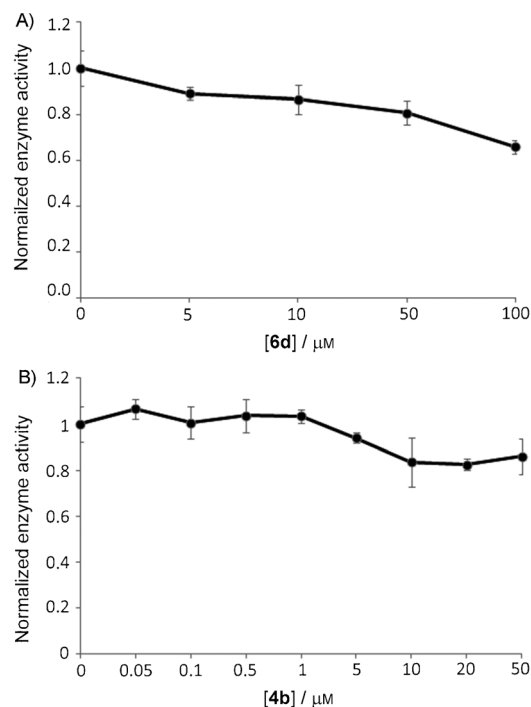 A)
Normailzed enzyme activity
1.2
1.0
0.8
0.6
0.4
0.2
0.0
0 5 10 50 100
[6d] / μM
B)
Normalized enzyme activity
1.2
1
0.8
0.6
0.4
0.2
0
0 0.05 0.1 0.5 1 5 10 20 50
[4b] / μM